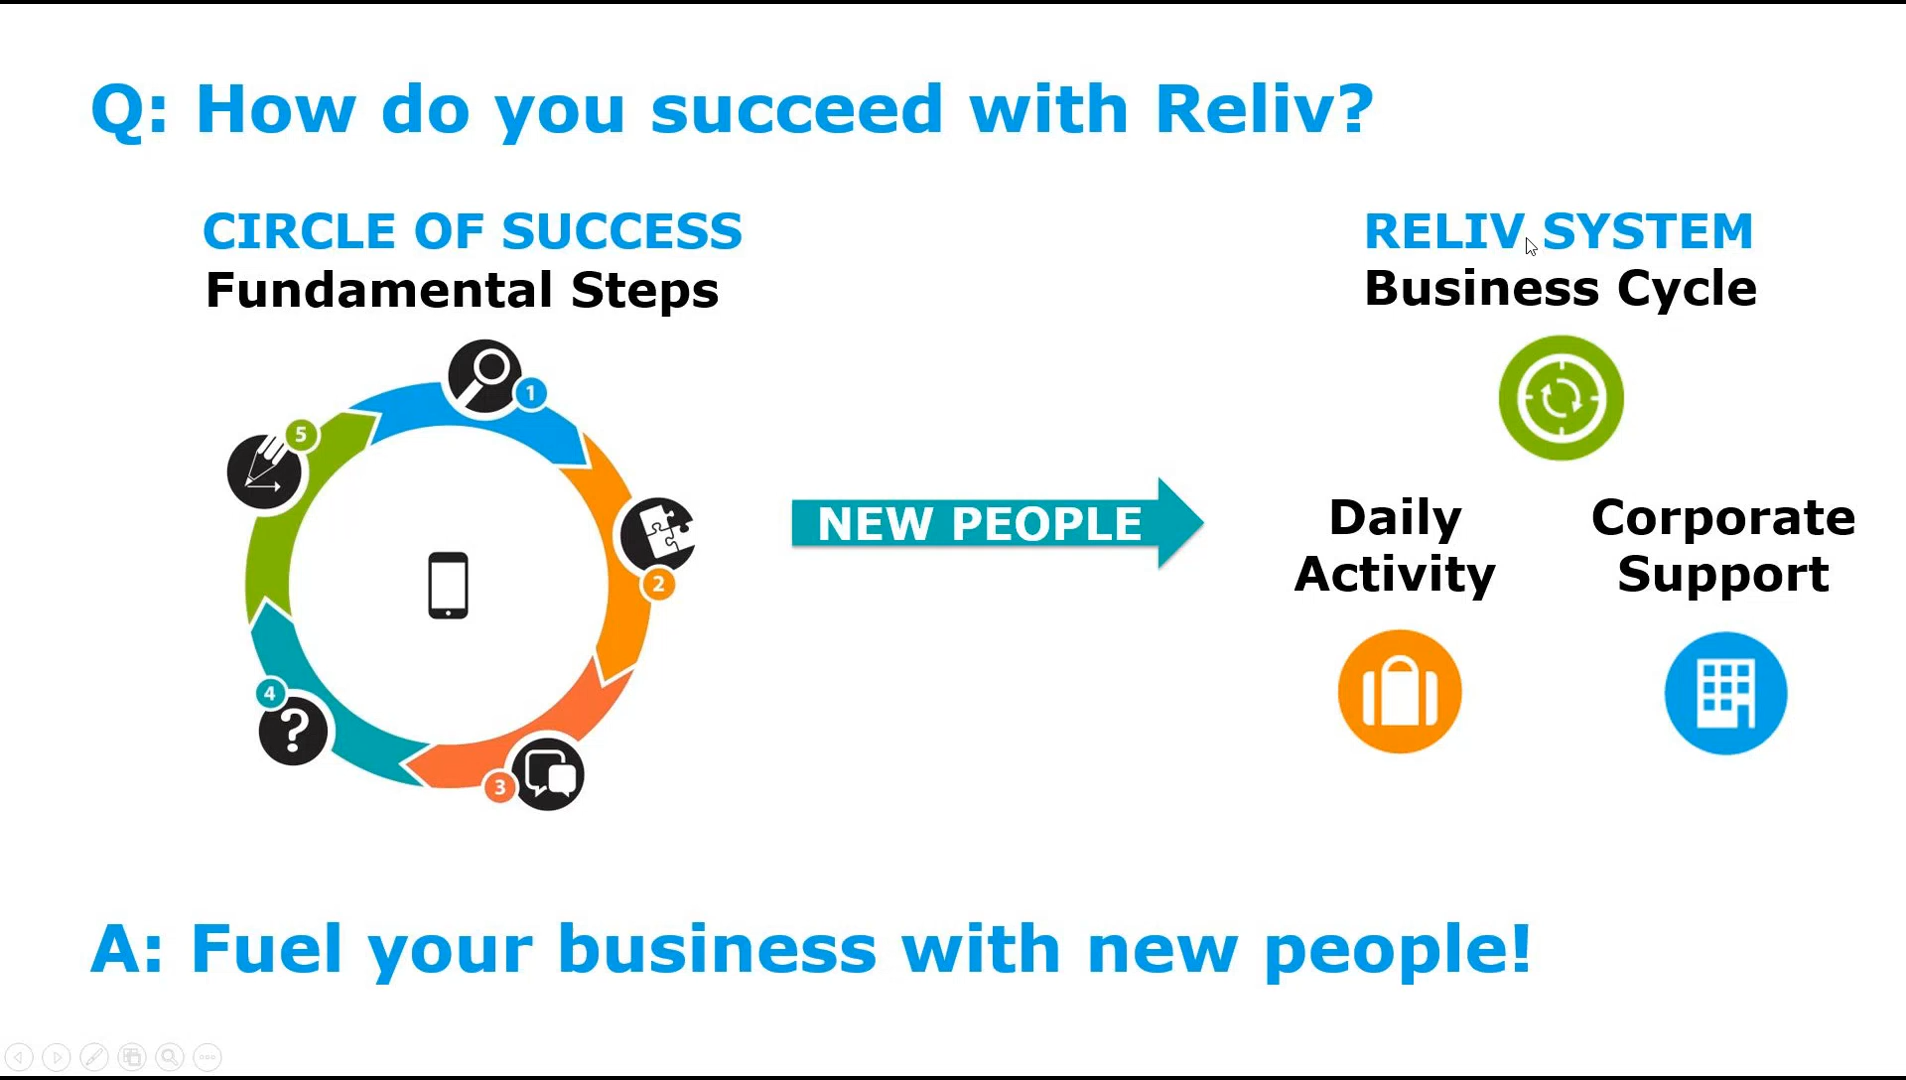 Q: How do you succeed with Reliv?
CIRCLE OF SUCCESS
Fundamental Steps
1
2
3
4
5
NEW PEOPLE
RELIV SYSTEM
Business Cycle
Daily
Activity
Corporate
Support
A: Fuel your business with new people!